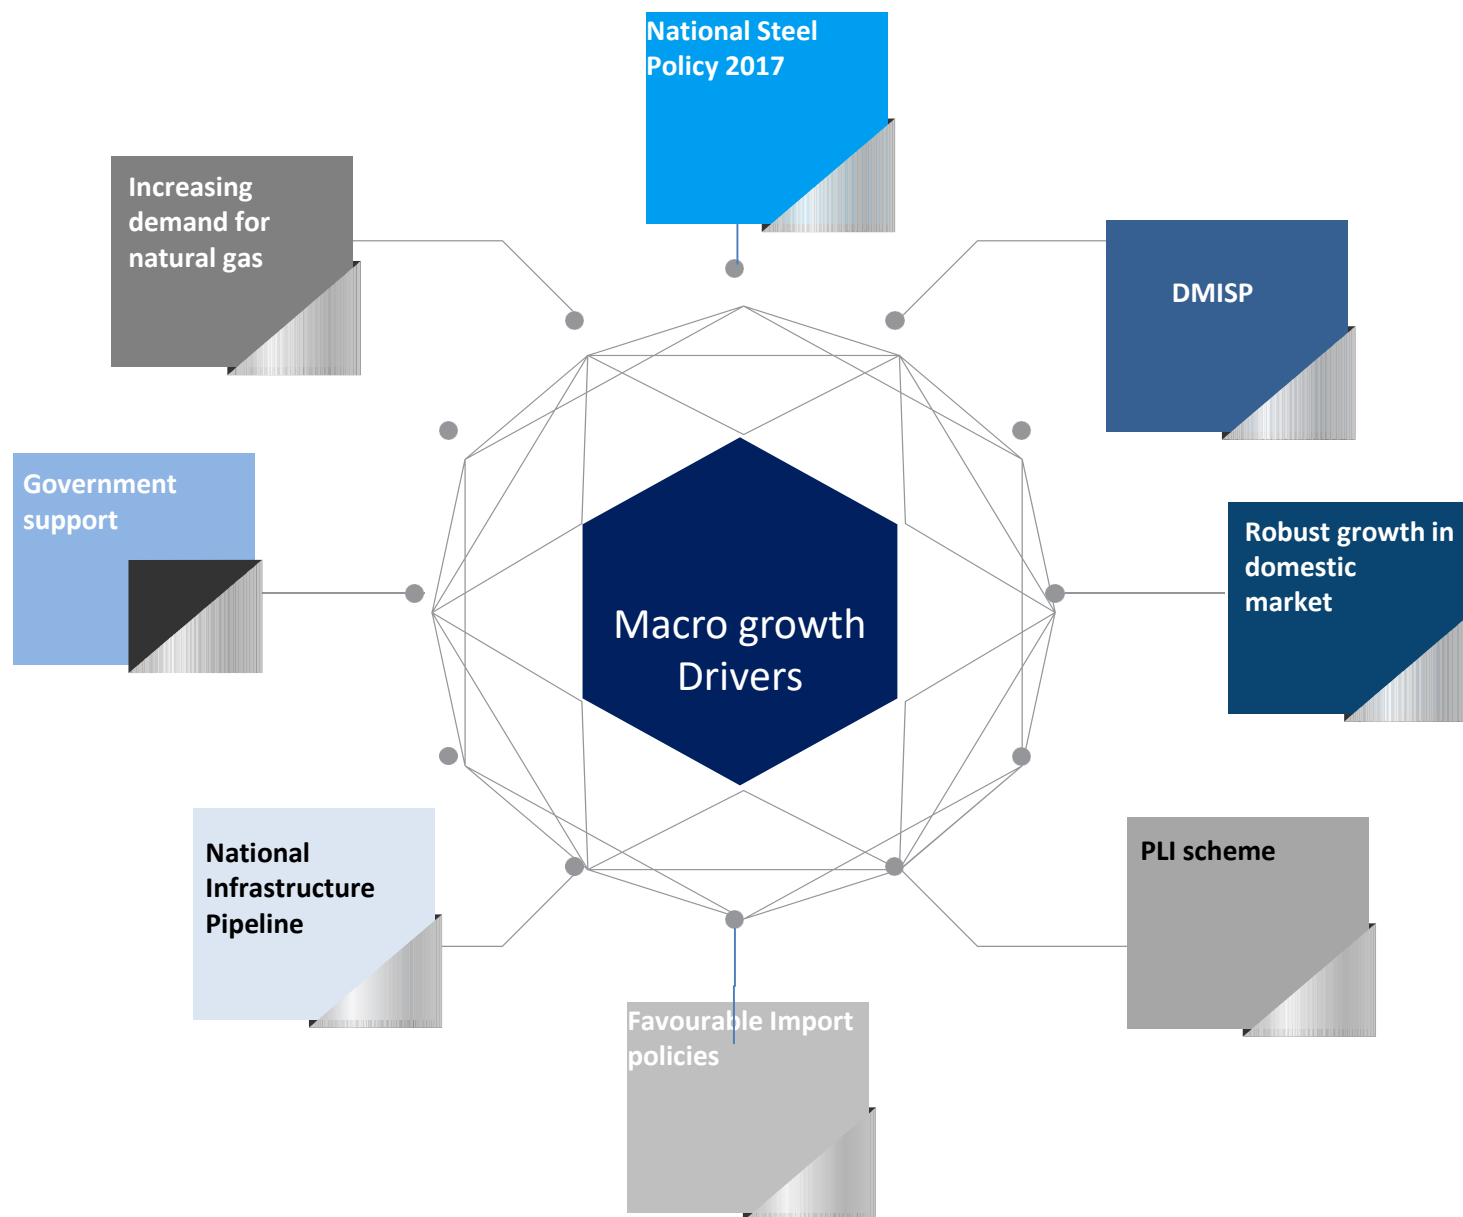 National Steel
Policy 2017
Increasing
demand for
natural gas
DMISP
Government
support
Robust growth in
domestic
market
Macro growth
Drivers
National
Infrastructure
Pipeline
PLI scheme
Favourable Import
policies